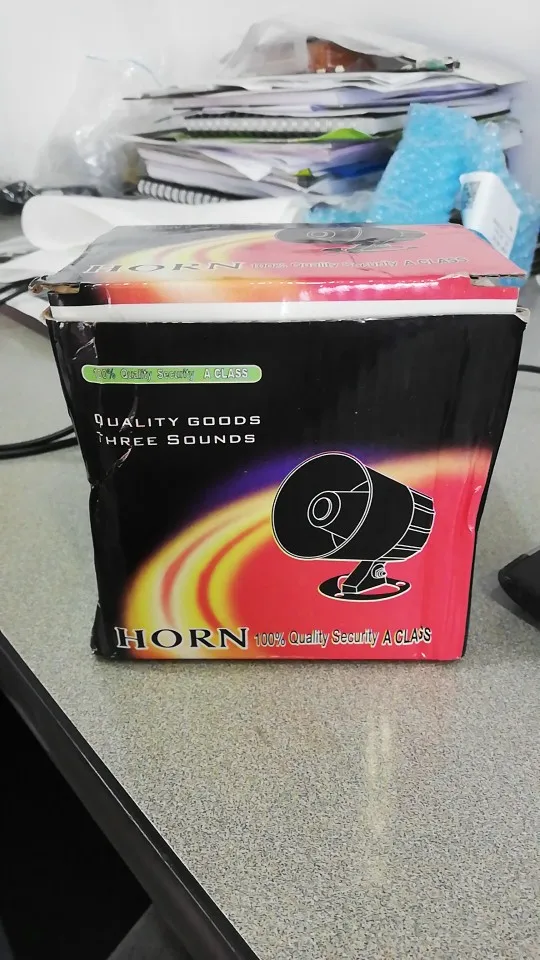 HORN 100% Quality Security A CLASS
100% Quality Security A CLASS
QUALITY GOODS
THREE SOUNDS
HORN 100% Quality Security A CLASS